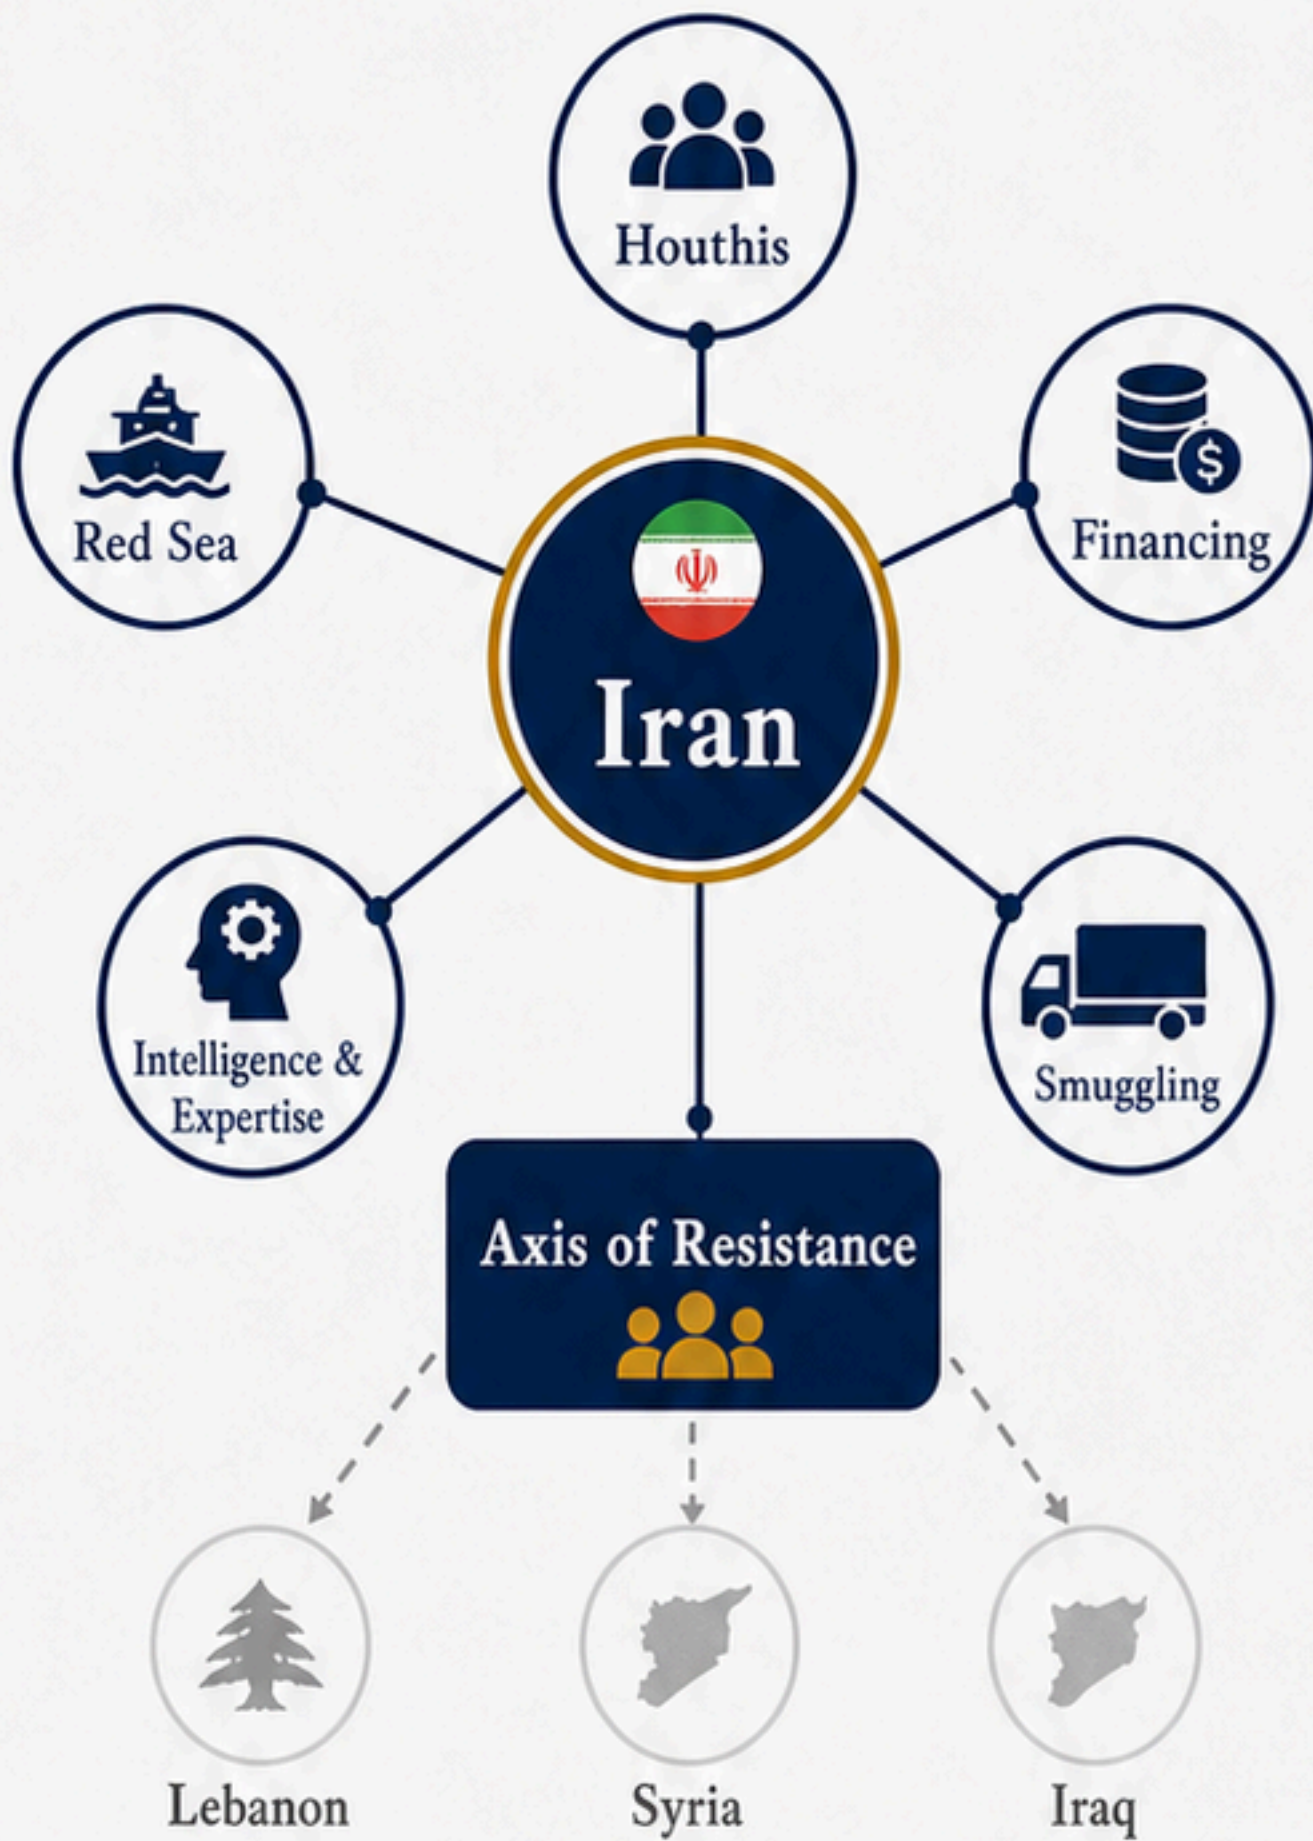 Houthis
Red Sea
$
Financing
Iran
Intelligence &
Expertise
Smuggling
Axis of Resistance
Lebanon
Syria
Iraq